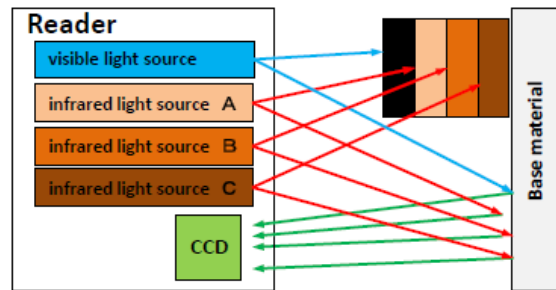 Reader
visible light source
infrared light source A
infrared light source B
infrared light source C
CCD
Base material